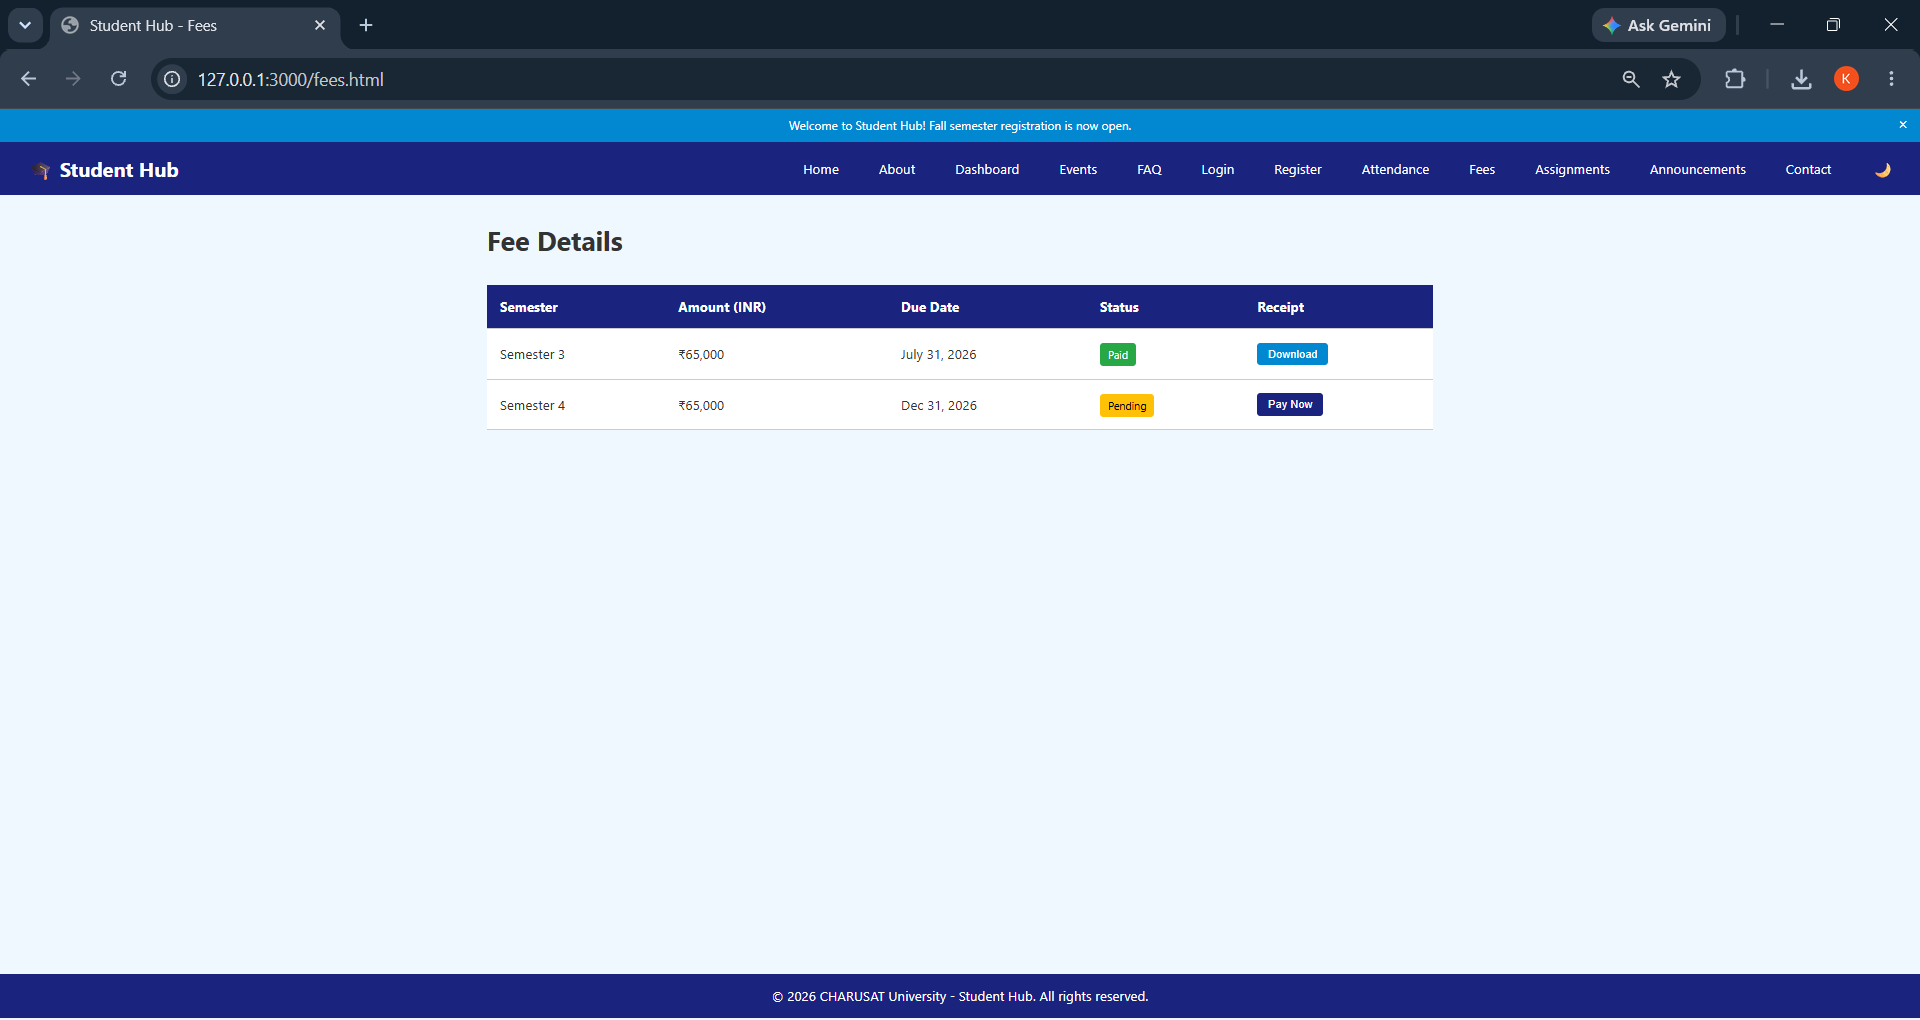 Student Hub - Fees
Ask Gemini
127.0.0.1:3000/fees.html
K
Welcome to Student Hub! Fall semester registration is now open.
Student Hub Home About Dashboard Events FAQ Login Register Attendance Fees Assignments Announcements Contact
Fee Details
Semester Amount (INR) Due Date Status Receipt
Semester 3 ₹65,000 July 31, 2026 Paid Download
Semester 4 ₹65,000 Dec 31, 2026 Pending Pay Now
© 2026 CHARUSAT University - Student Hub. All rights reserved.